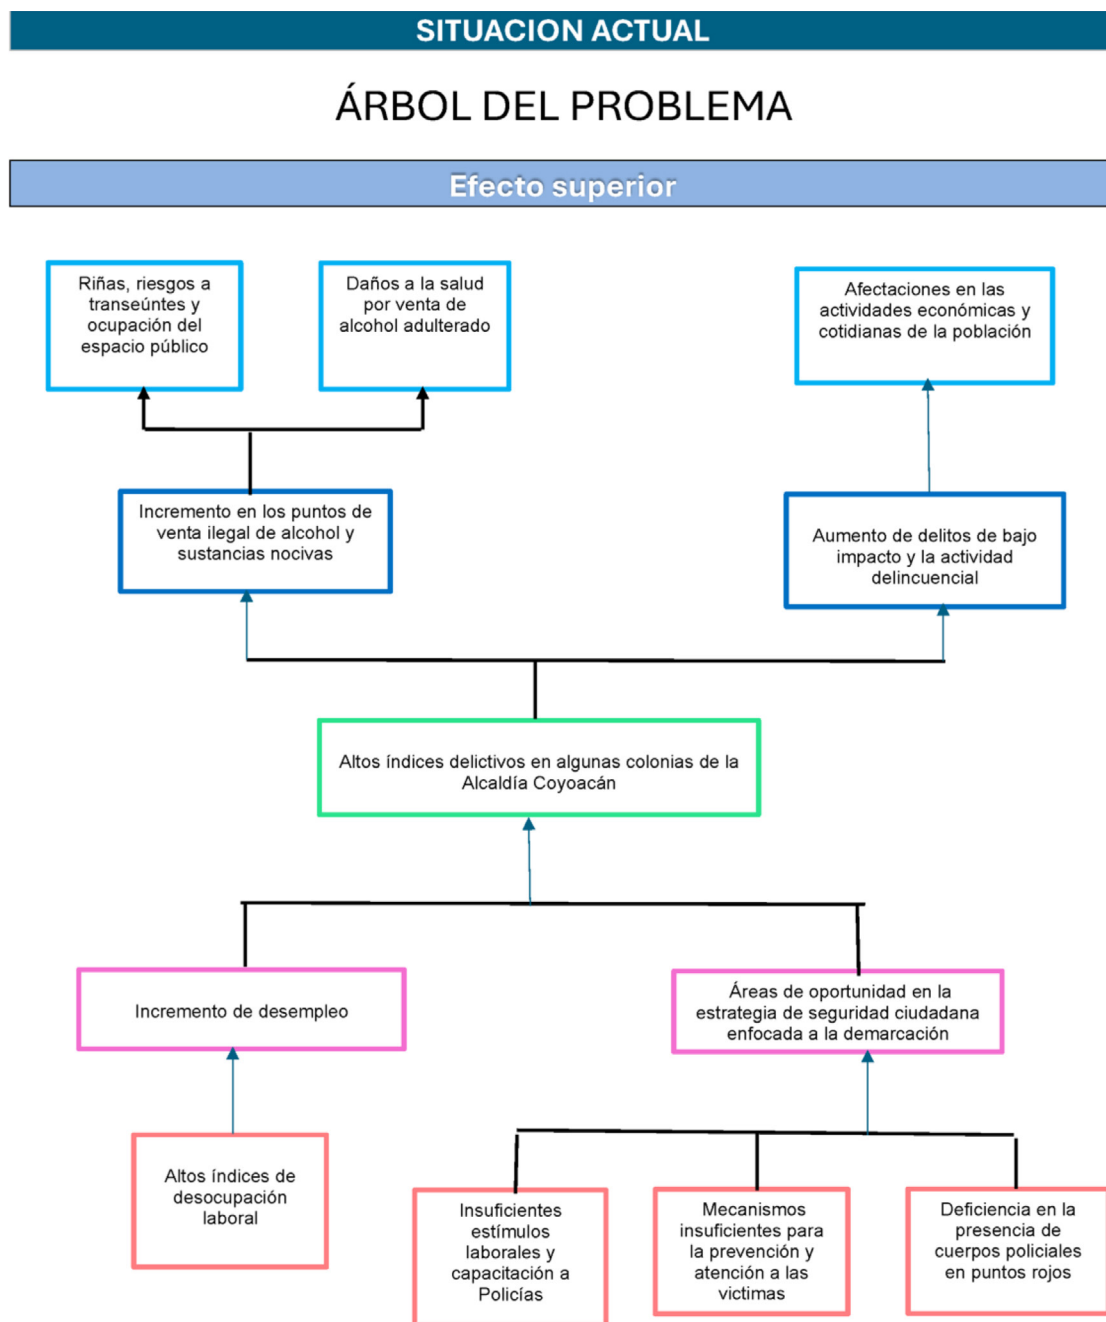 SITUACION ACTUAL
ÁRBOL DEL PROBLEMA
Efecto superior
Riñas, riesgos a
transeúntes y
ocupación del
espacio público
Daños a la salud
por venta de
alcohol adulterado
Afectaciones en las
actividades económicas y
cotidianas de la población
Incremento en los puntos de
venta ilegal de alcohol y
sustancias nocivas
Aumento de delitos de bajo
impacto y la actividad
delincuencial
Altos índices delictivos en algunas colonias de la
Alcaldía Coyoacán
Incremento de desempleo
Áreas de oportunidad en la
estrategia de seguridad ciudadana
enfocada a la demarcación
Altos índices de
desocupación
laboral
Insuficientes
estímulos
laborales y
capacitación a
Policías
Mecanismos
insuficientes para
la prevención y
atención a las
victimas
Deficiencia en la
presencia de
cuerpos policiales
en puntos rojos